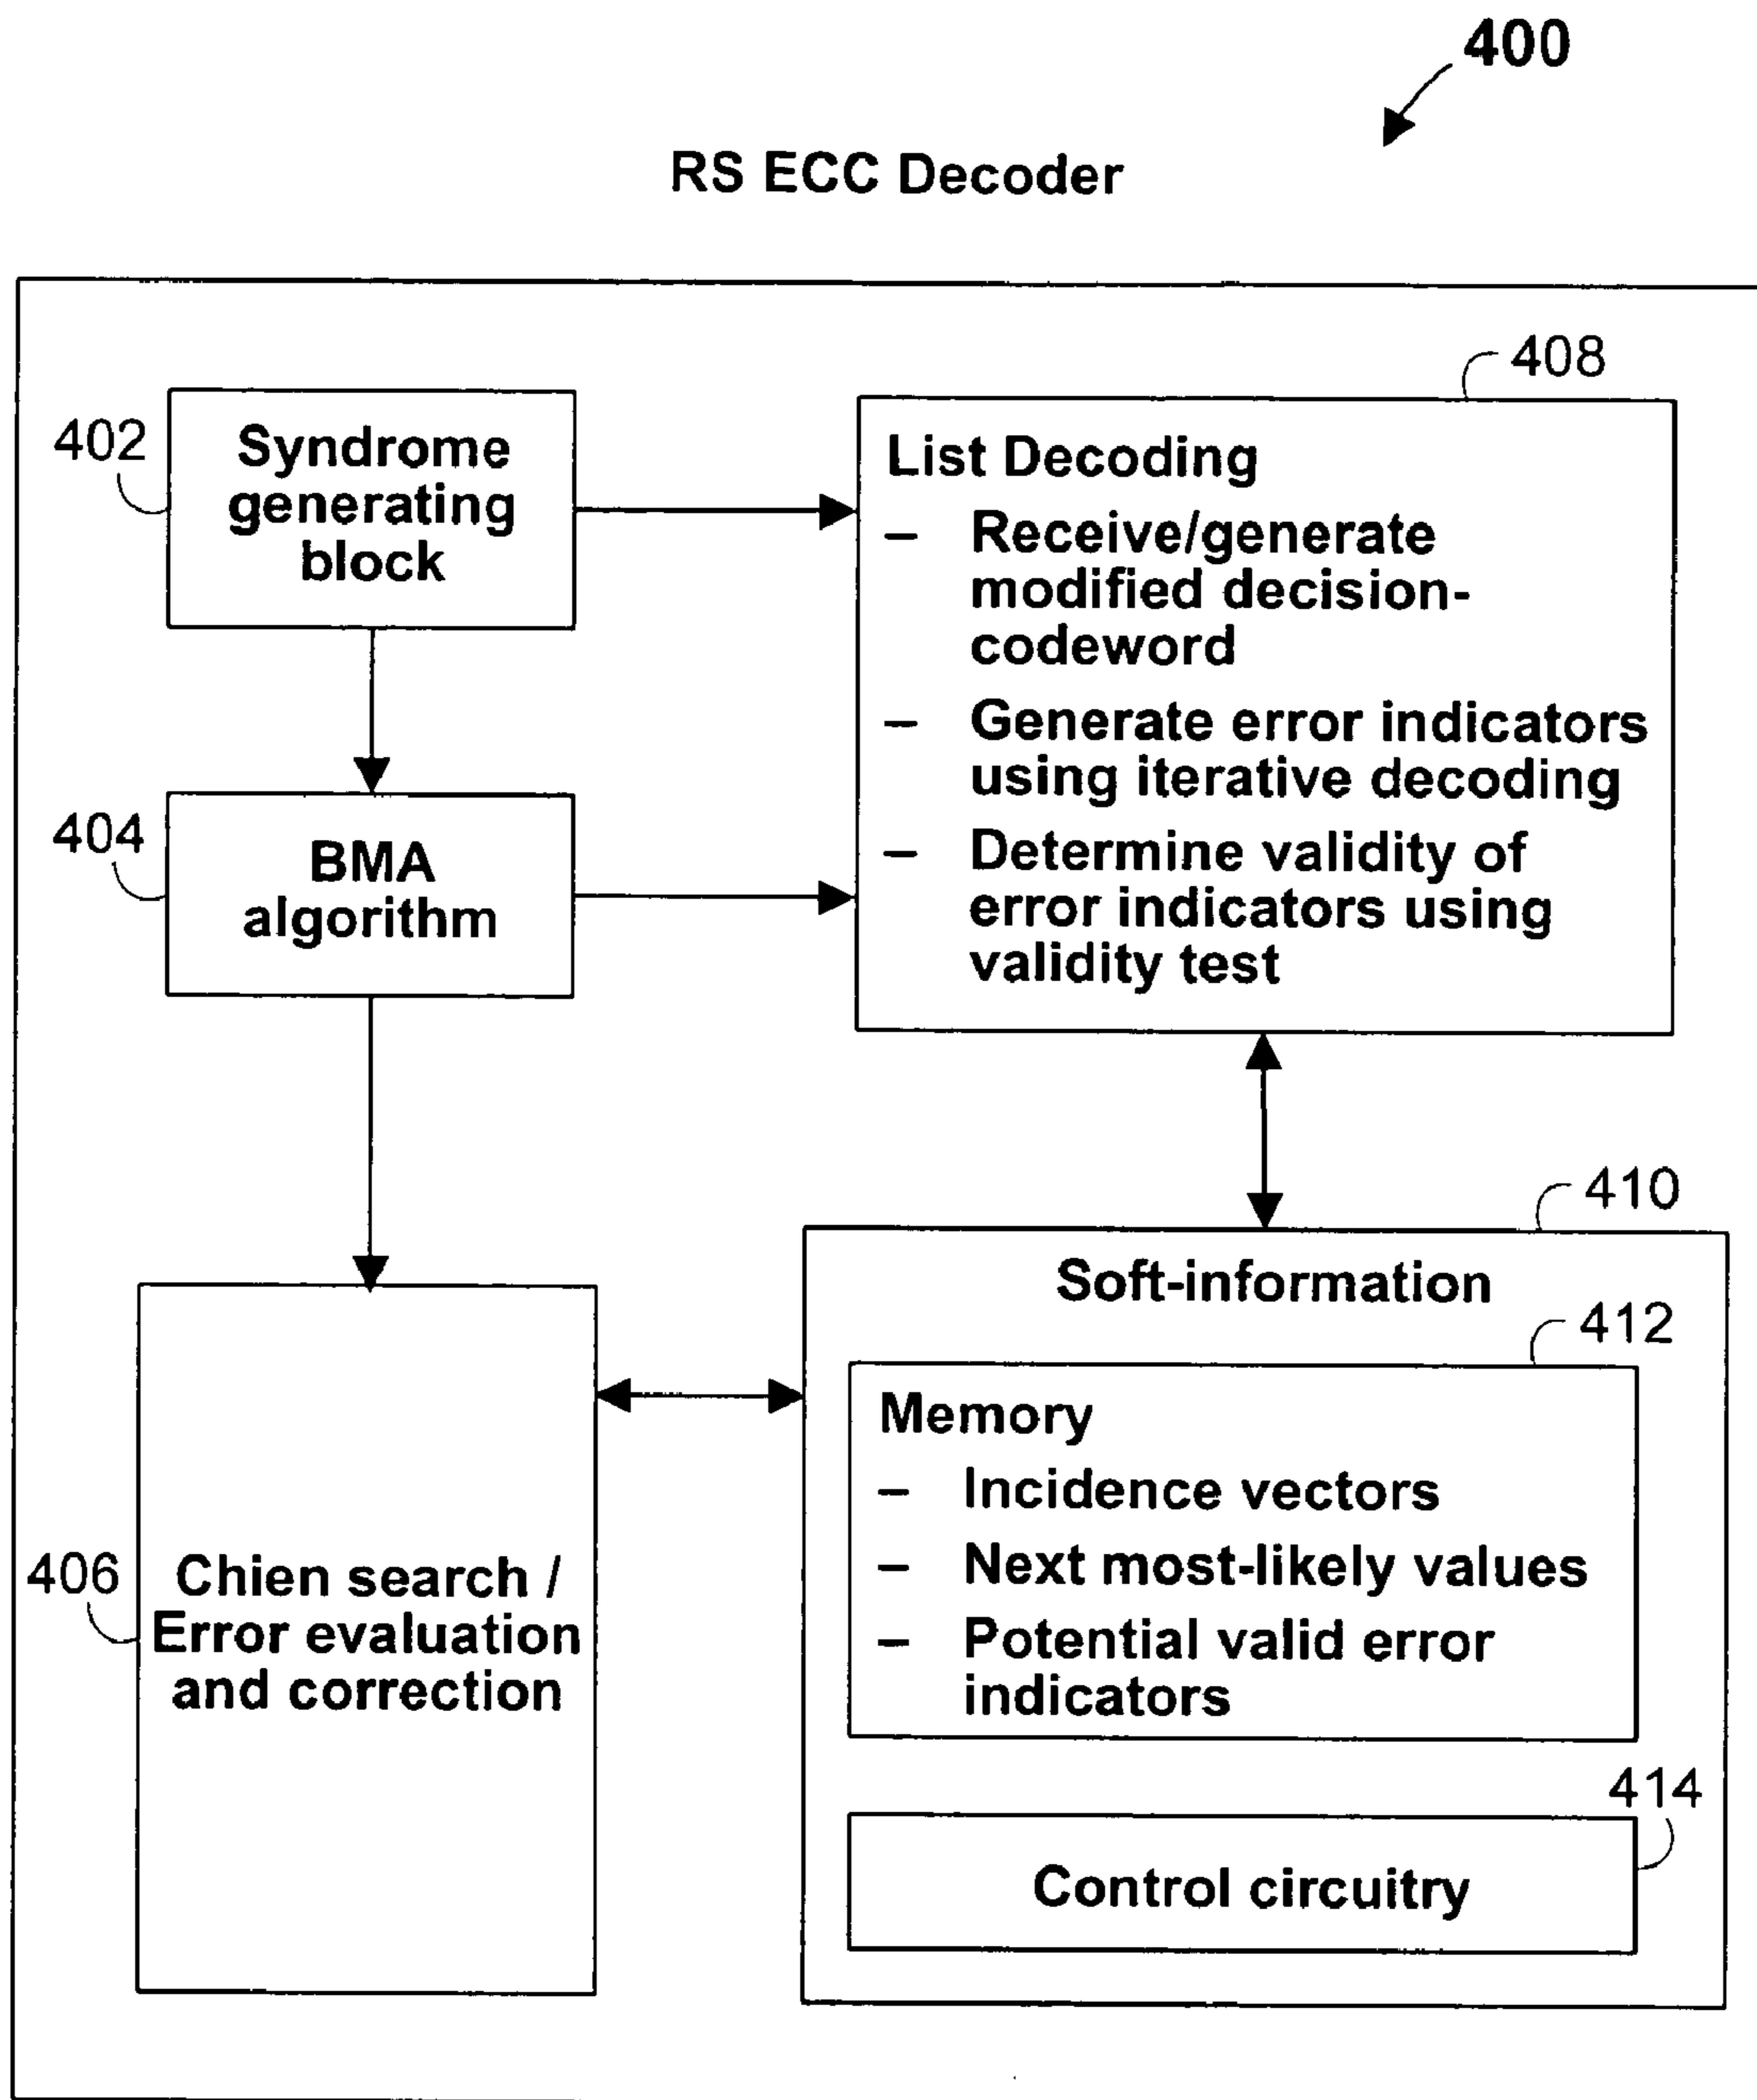 400
RS ECC Decoder
402
Syndrome
generating
block
404
BMA
algorithm
406
Chien search /
Error evaluation
and correction
408
List Decoding
– Receive/generate
modified decision-
codeword
– Generate error indicators
using iterative decoding
– Determine validity of
error indicators using
validity test
410
Soft-information
412
Memory
– Incidence vectors
– Next most-likely values
– Potential valid error
indicators
414
Control circuitry